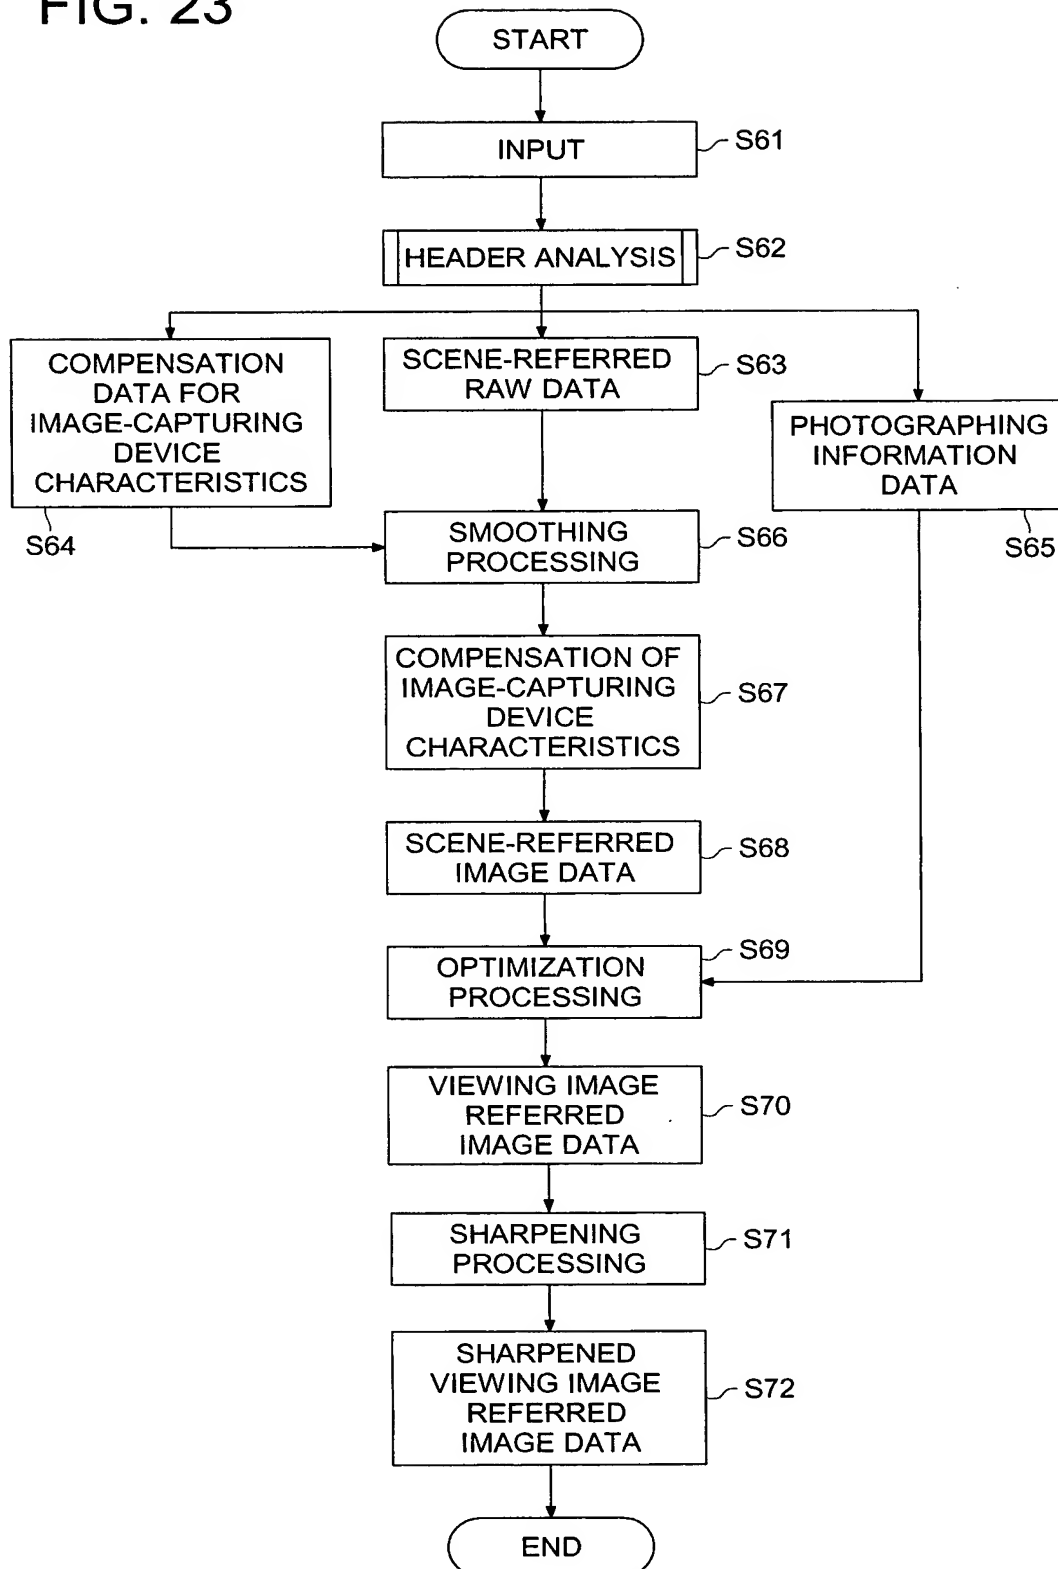 FIG. 23
START
INPUT
S61
HEADER ANALYSIS
S62
COMPENSATION
DATA FOR
IMAGE-CAPTURING
DEVICE
CHARACTERISTICS
S64
SCENE-REFERRED
RAW DATA
S63
PHOTOGRAPHING
INFORMATION
DATA
S65
SMOOTHING
PROCESSING
S66
COMPENSATION OF
IMAGE-CAPTURING
DEVICE
CHARACTERISTICS
S67
SCENE-REFERRED
IMAGE DATA
S68
OPTIMIZATION
PROCESSING
S69
VIEWING IMAGE
REFERRED
IMAGE DATA
S70
SHARPENING
PROCESSING
S71
SHARPENED
VIEWING IMAGE
REFERRED
IMAGE DATA
S72
END